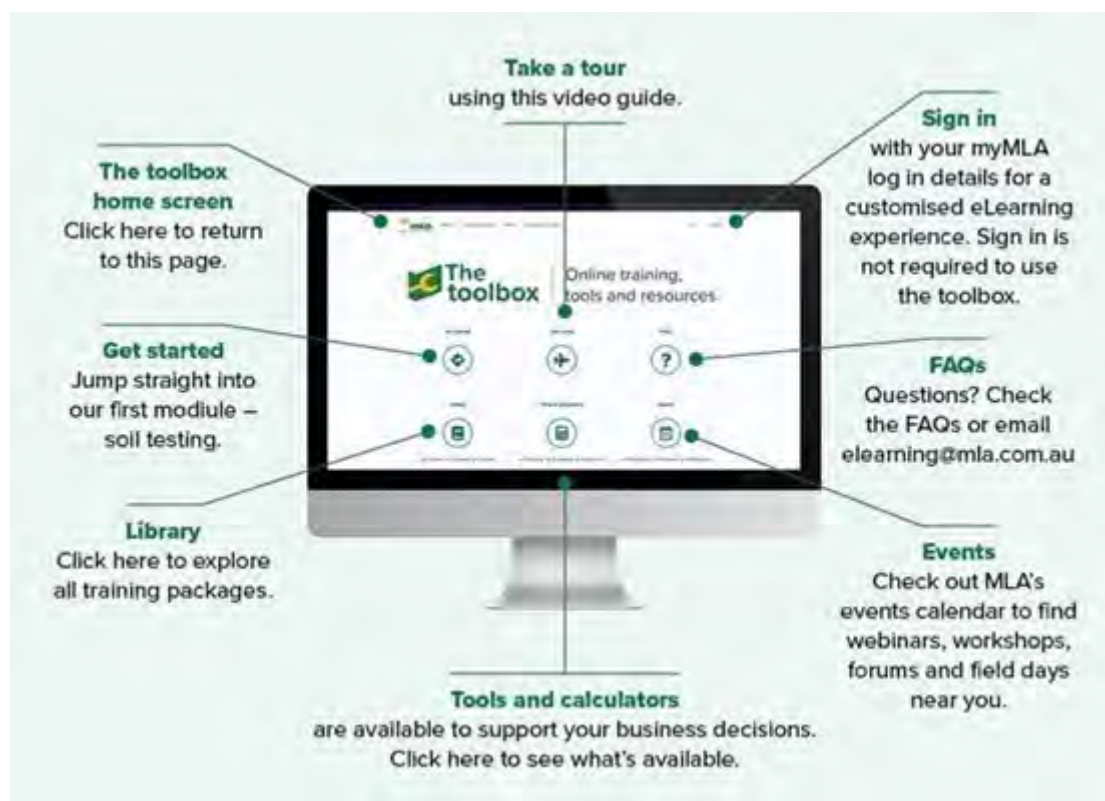 Take a tour
using this video guide.
Sign in
with your myMLA
log in details for a
customised eLearning
experience. Sign in is
not required to use
the toolbox.
The toolbox
home screen
Click here to return
to this page.
mla
The
toolbox
Online training,
tools and resources
Get started
Jump straight into
our first modiule –
soil testing.
?
FAQs
Questions? Check
the FAQs or email
elearning@mla.com.au
Library
Click here to explore
all training packages.
Events
Check out MLA's
events calendar to find
webinars, workshops,
forums and field days
near you.
Tools and calculators
are available to support your business decisions.
Click here to see what's available.